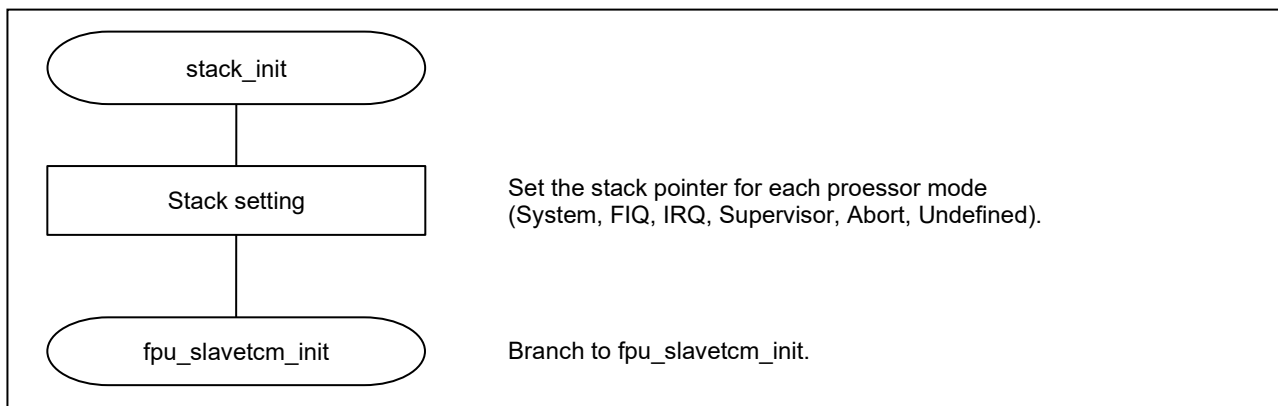 stack_init
Stack setting
Set the stack pointer for each proessor mode
(System, FIQ, IRQ, Supervisor, Abort, Undefined).
fpu_slavetcm_init
Branch to fpu_slavetcm_init.